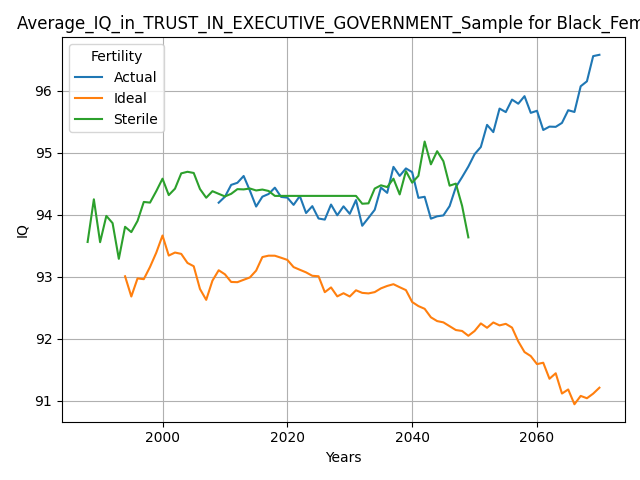 Average_IQ_in_TRUST_IN_EXECUTIVE_GOVERNMENT_Sample for Black_Fem
Fertility
Actual
Ideal
Sterile
96
95
94
93
92
91
IQ
2000
2020
2040
2060
Years